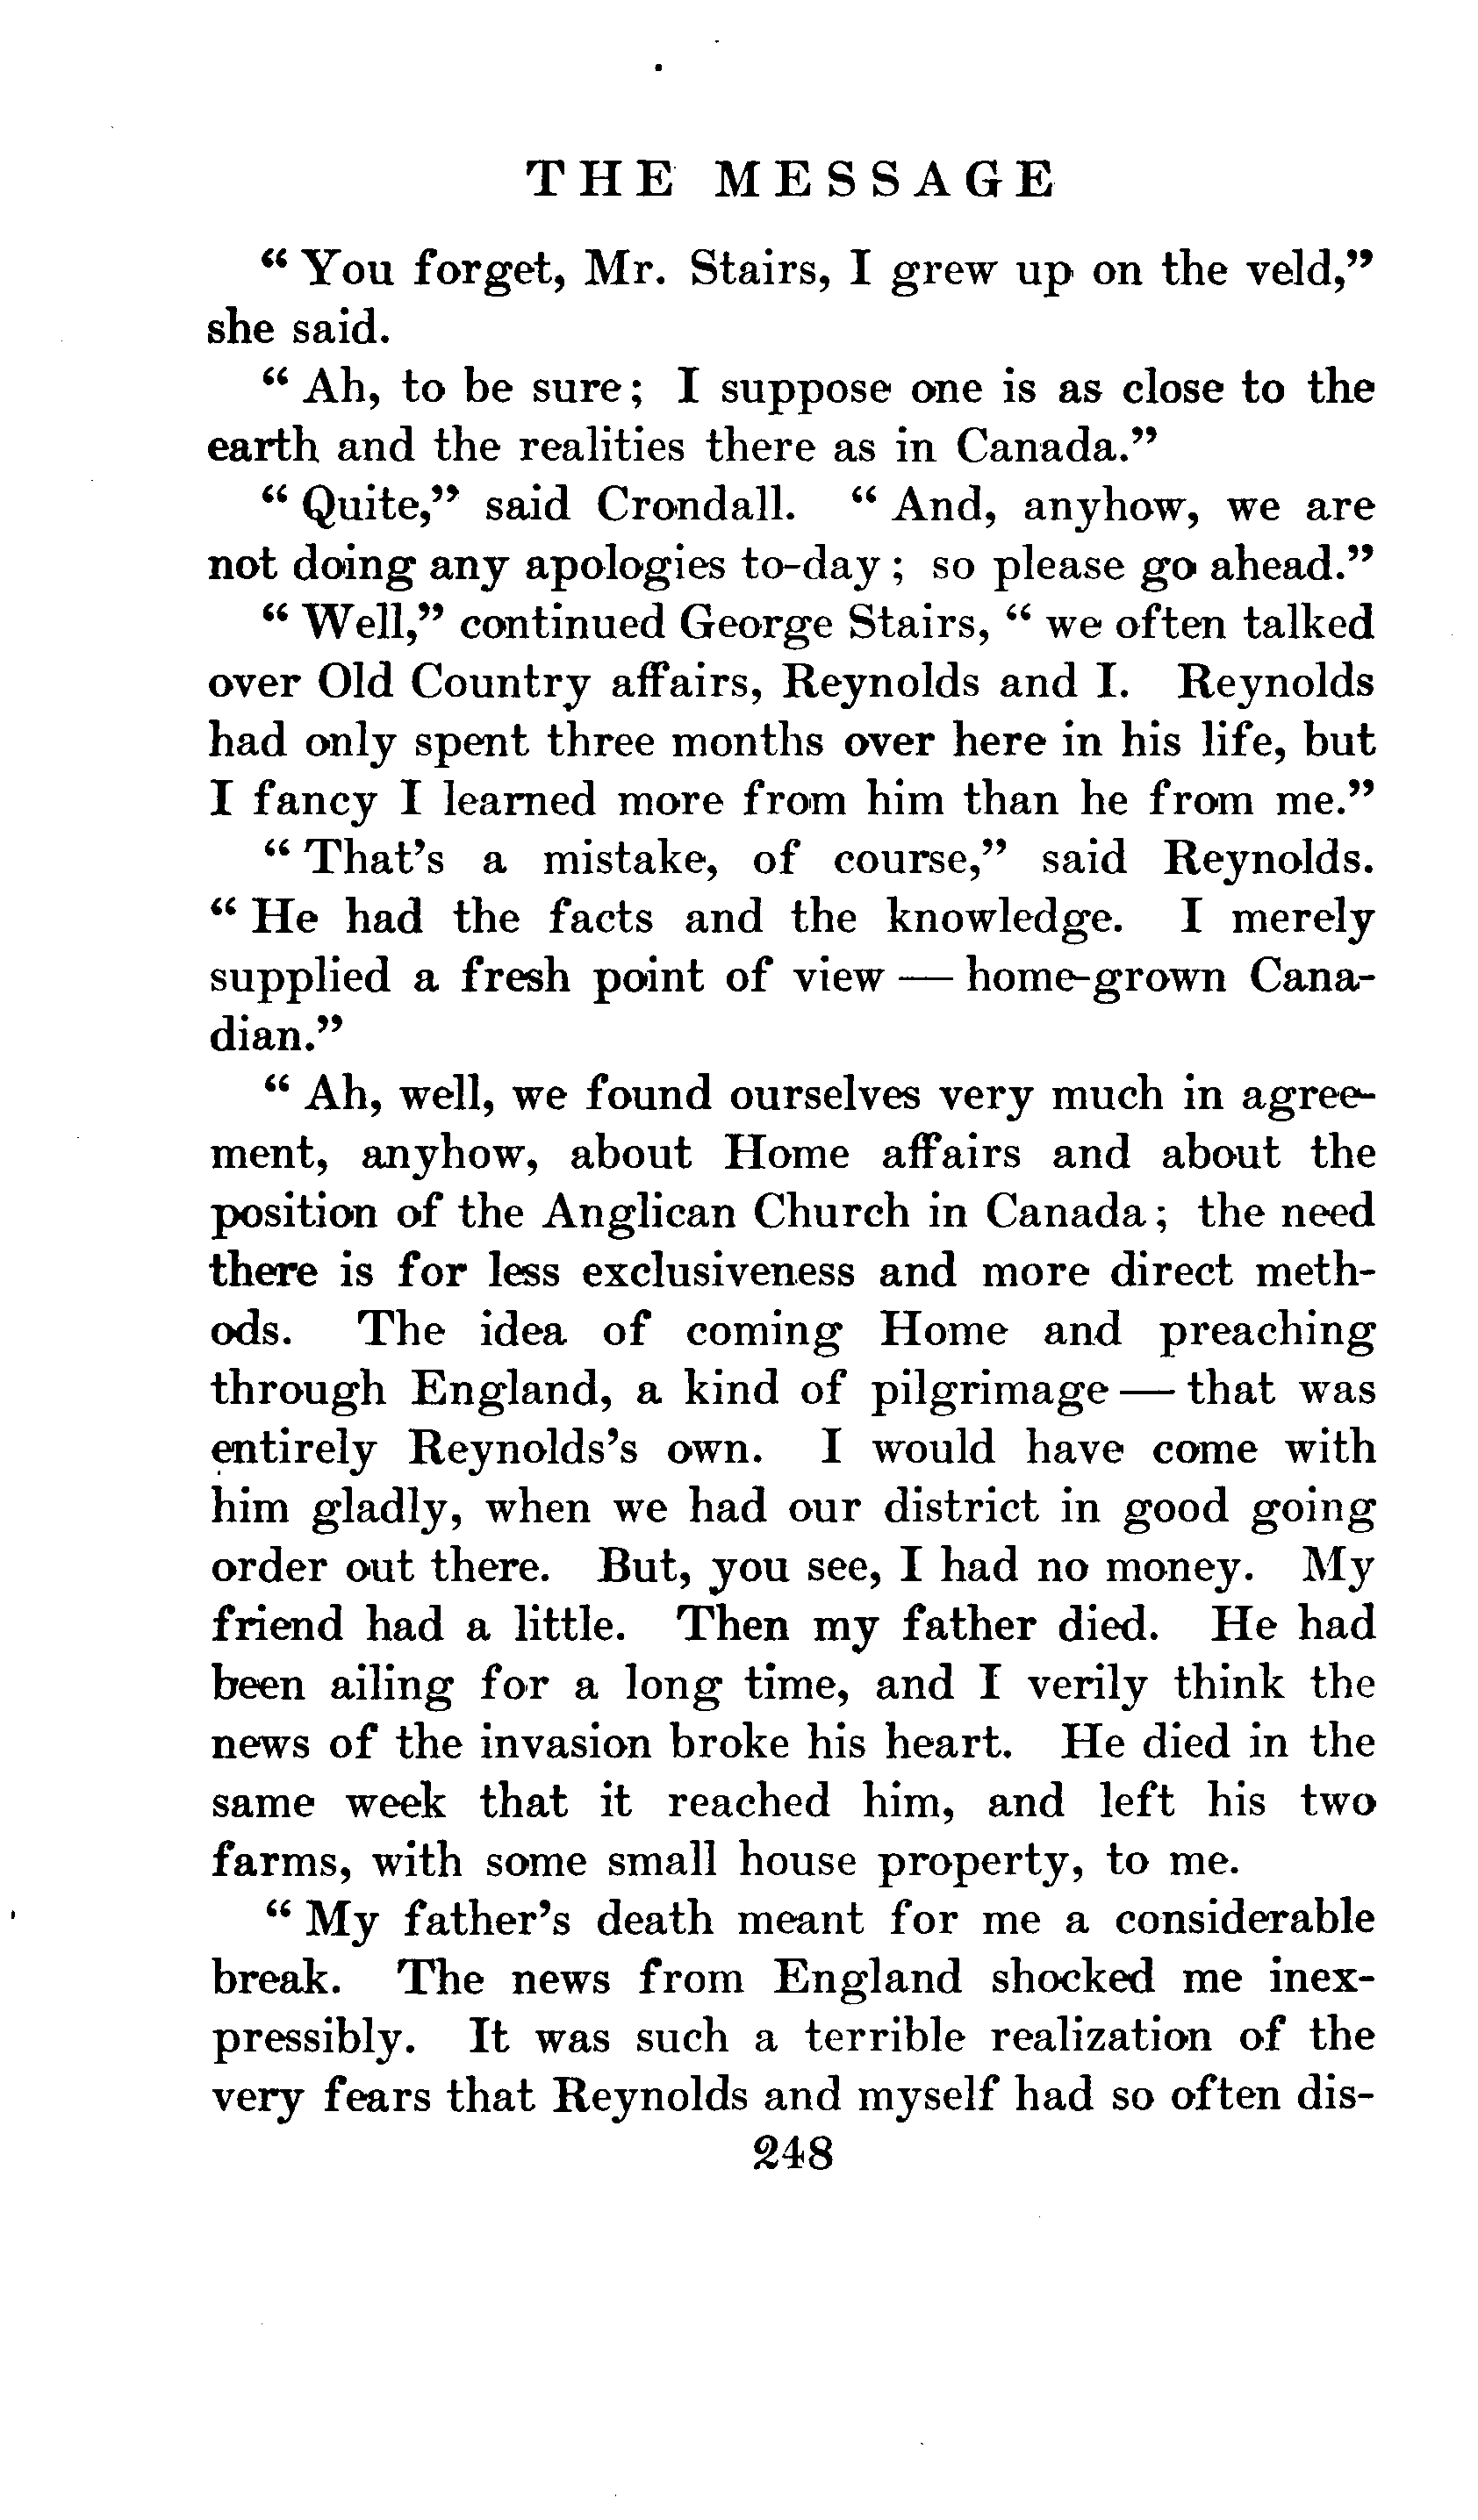 THE MESSAGE
“ You forget, Mr. Stairs, I grew up on the veld,”
she said.
“ Ah, to be sure; I suppose one is as close to the
earth and the realities there as in Canada.”
“ Quite,” said Crondall. “ And, anyhow, we are
not doing any apologies to-day; so please go ahead.”
“ Well,” continued George Stairs, “ we often talked
over Old Country affairs, Reynolds and I. Reynolds
had only spent three months over here in his life, but
I fancy I learned more from him than he from me.”
“ That’s a mistake, of course,” said Reynolds.
“ He had the facts and the knowledge. I merely
supplied a fresh point of view — home-grown Cana-
dian.”
“ Ah, well, we found ourselves very much in agree-
ment, anyhow, about Home affairs and about the
position of the Anglican Church in Canada; the need
there is for less exclusiveness and more direct meth-
ods. The idea of coming Home and preaching
through England, a kind of pilgrimage — that was
entirely Reynolds’s own. I would have come with
him gladly, when we had our district in good going
order out there. But, you see, I had no money. My
friend had a little. Then my father died. He had
been ailing for a long time, and I verily think the
news of the invasion broke his heart. He died in the
same week that it reached him, and left his two
farms, with some small house property, to me.
“ My father’s death meant for me a considerable
break. The news from England shocked me inex-
pressibly. It was such a terrible realization of the
very fears that Reynolds and myself had so often dis-
248